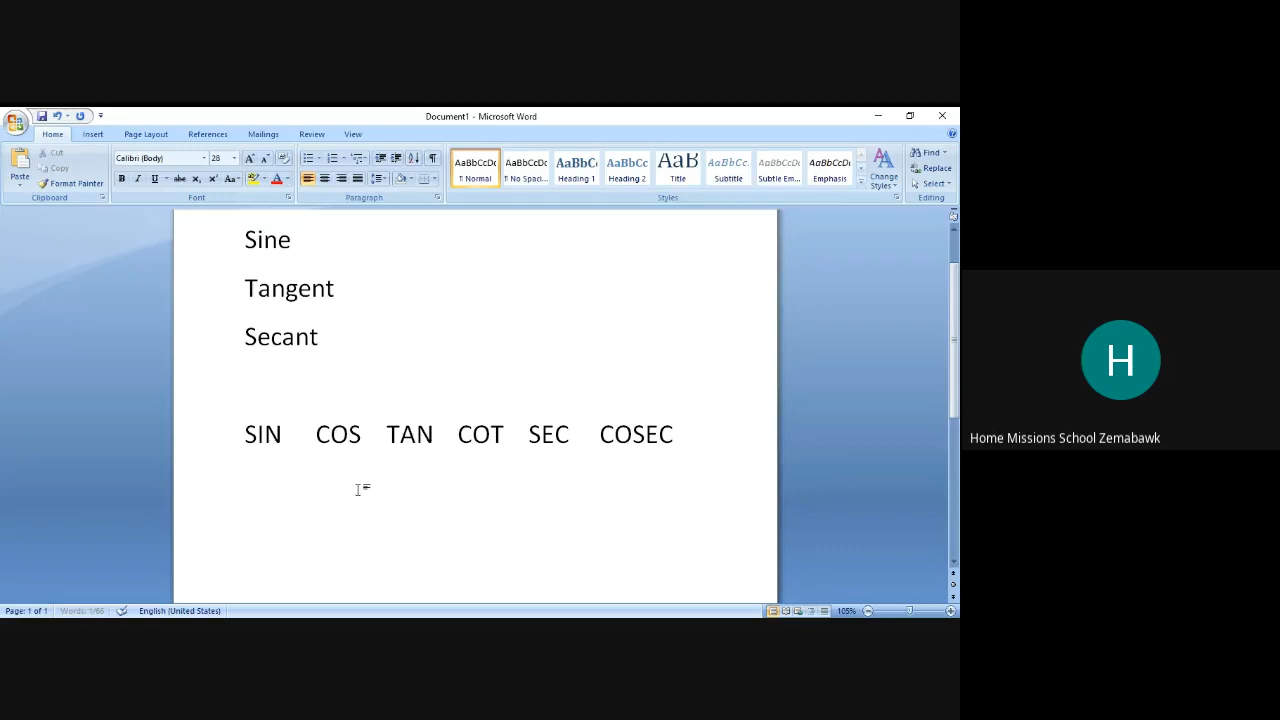 Document1 - Microsoft Word
Home Insert Page Layout References Mailings Review View
Paste
Cut
Copy
Format Painter
Clipboard
Calibri (Body) 28
Font
Paragraph
AaBbCcDc AaBbCcDc AaBbCc AaBbCc AaB AaBbCc. AaBbCcDc AaBbCcDc
¶ Normal ¶ No Spaci... Heading 1 Heading 2 Title Subtitle Subtle Em... Emphasis
Change Styles
Styles
Find
Replace
Select
Editing
Sine
Tangent
Secant
SIN COS TAN COT SEC COSEC
Page: 1 of 1 Words: 1/66 English (United States) 105%
H
Home Missions School Zemabawk